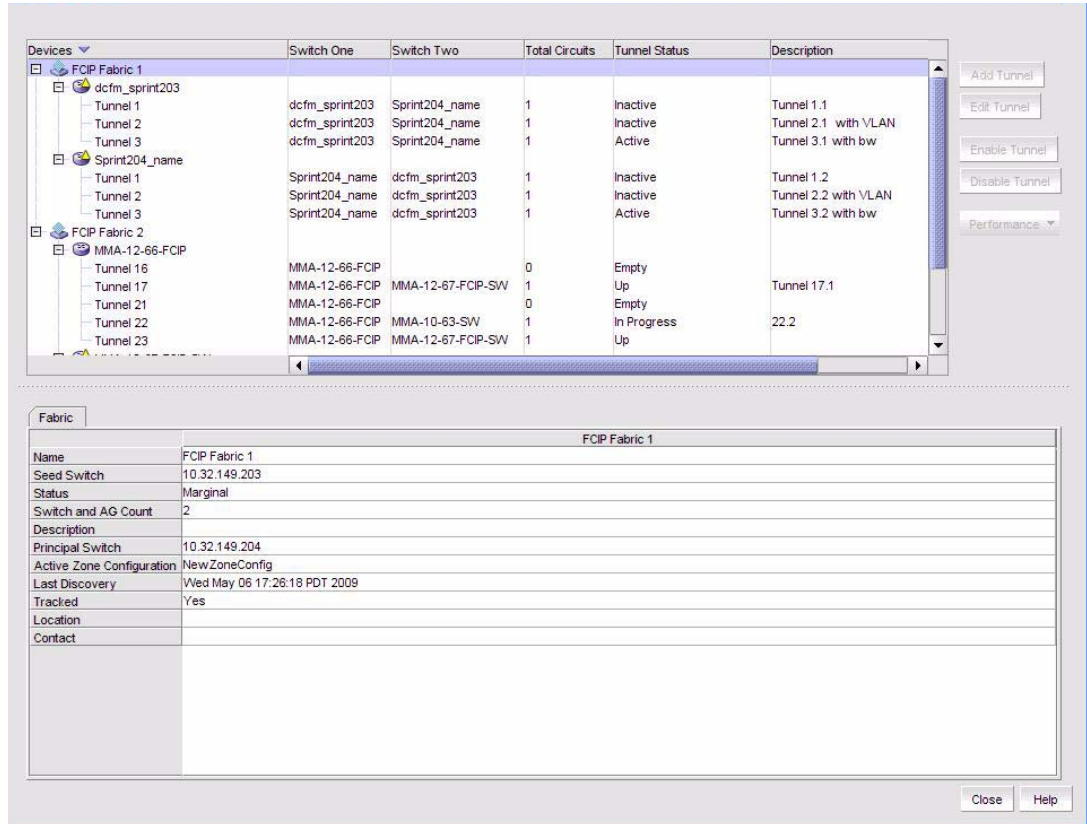 Devices Switch One Switch Two Total Circuits Tunnel Status Description
FCIP Fabric 1
dcfm_sprint203
Tunnel 1 dcfm_sprint203 Sprint204_name 1 Inactive Tunnel 1.1
Tunnel 2 dcfm_sprint203 Sprint204_name 1 Inactive Tunnel 2.1 with VLAN
Tunnel 3 dcfm_sprint203 Sprint204_name 1 Active Tunnel 3.1 with bw
Sprint204_name
Tunnel 1 Sprint204_name dcfm_sprint203 1 Inactive Tunnel 1.2
Tunnel 2 Sprint204_name dcfm_sprint203 1 Inactive Tunnel 2.2 with VLAN
Tunnel 3 Sprint204_name dcfm_sprint203 1 Active Tunnel 3.2 with bw
FCIP Fabric 2
MMA-12-66-FCIP
Tunnel 16 MMA-12-66-FCIP 0 Empty
Tunnel 17 MMA-12-66-FCIP MMA-12-67-FCIP-SW 1 Up Tunnel 17.1
Tunnel 21 MMA-12-66-FCIP 0 Empty
Tunnel 22 MMA-12-66-FCIP MMA-10-63-SW 1 In Progress 22.2
Tunnel 23 MMA-12-66-FCIP MMA-12-67-FCIP-SW 1 Up
Add Tunnel
Edit Tunnel
Enable Tunnel
Disable Tunnel
Performance
Fabric
FCIP Fabric 1
Name FCIP Fabric 1
Seed Switch 10.32.149.203
Status Marginal
Switch and AG Count 2
Description
Principal Switch 10.32.149.204
Active Zone Configuration NewZoneConfig
Last Discovery Wed May 06 17:26:18 PDT 2009
Tracked Yes
Location
Contact
Close Help